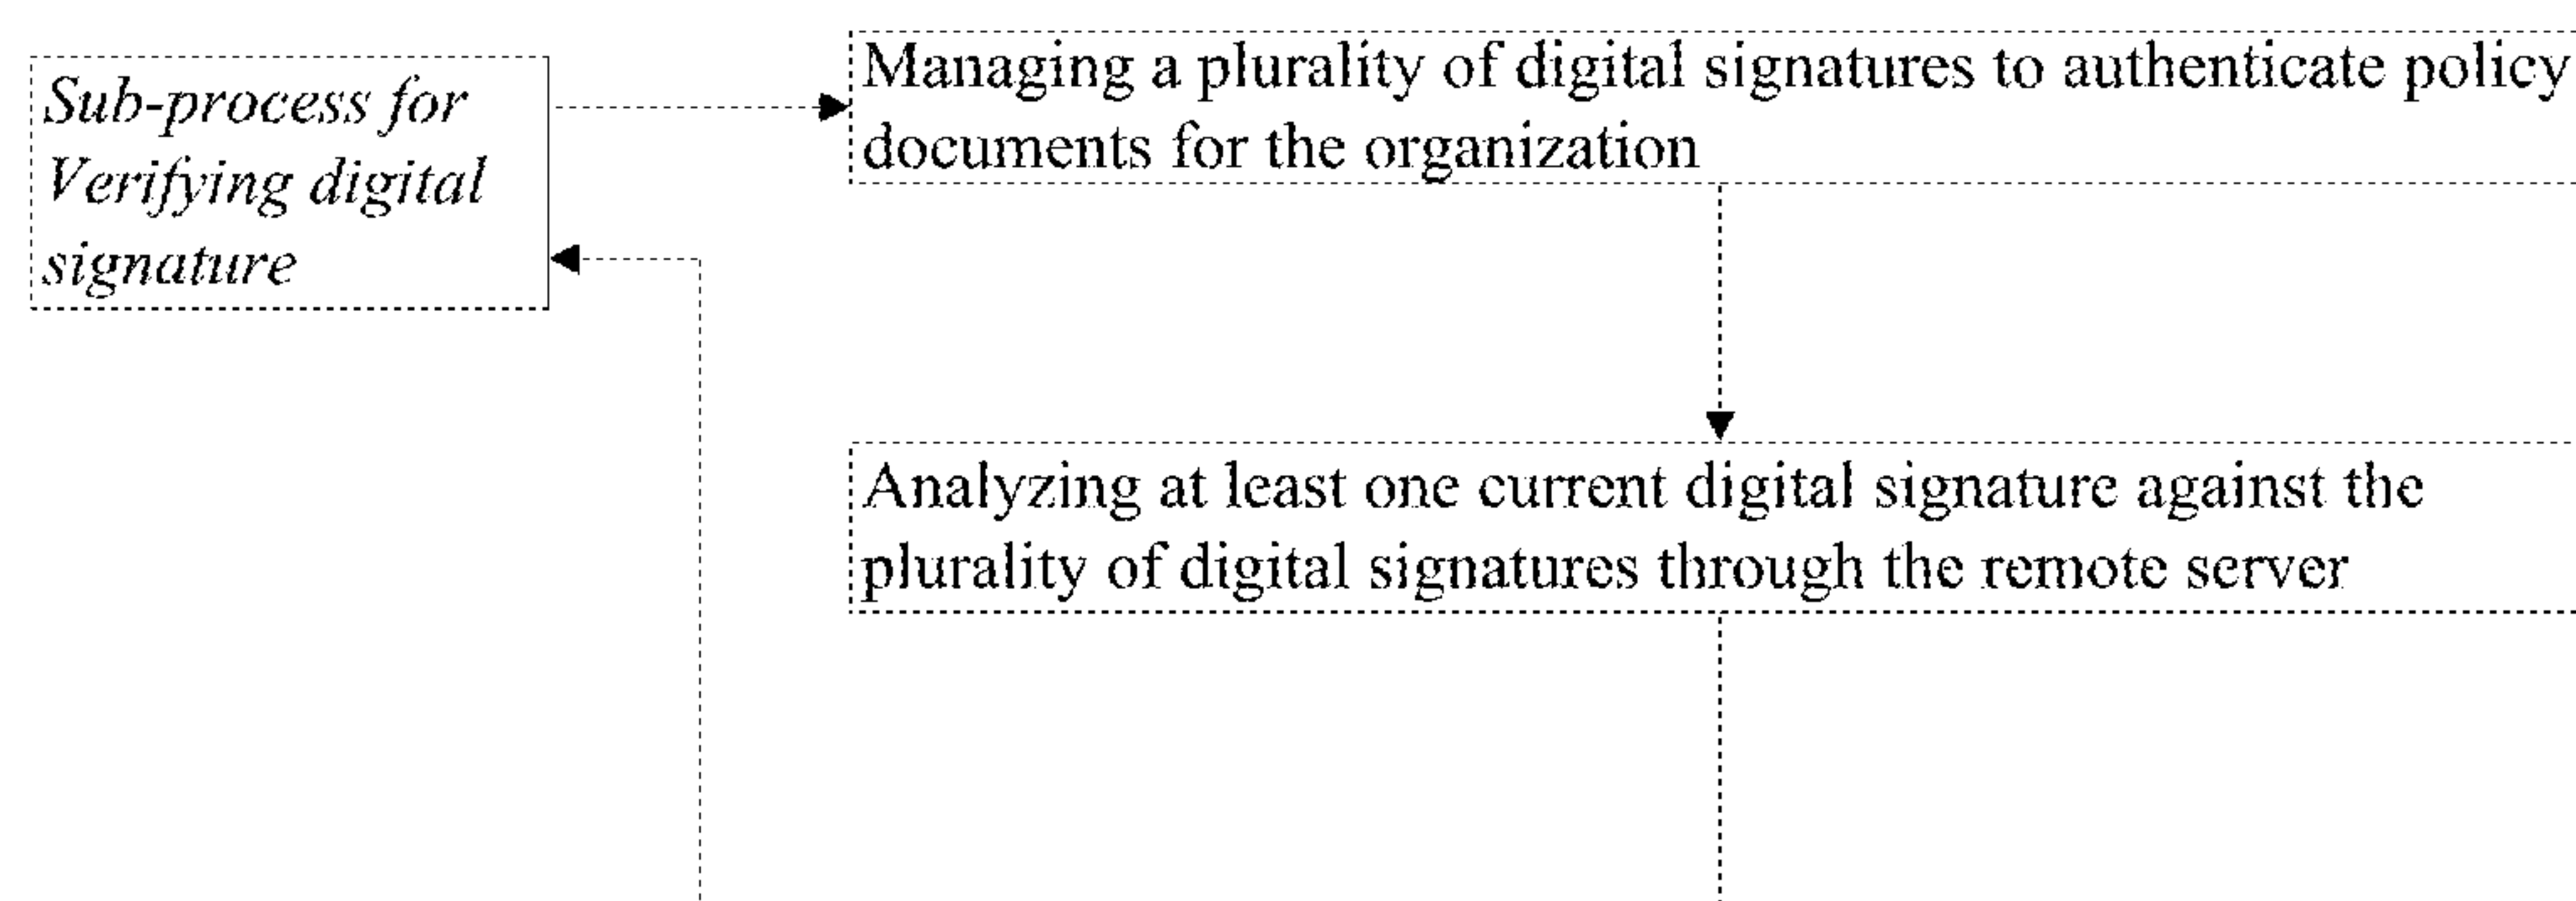 Sub-process for
Verifying digital
signature
Managing a plurality of digital signatures to authenticate policy
documents for the organization
Analyzing at least one current digital signature against the
plurality of digital signatures through the remote server